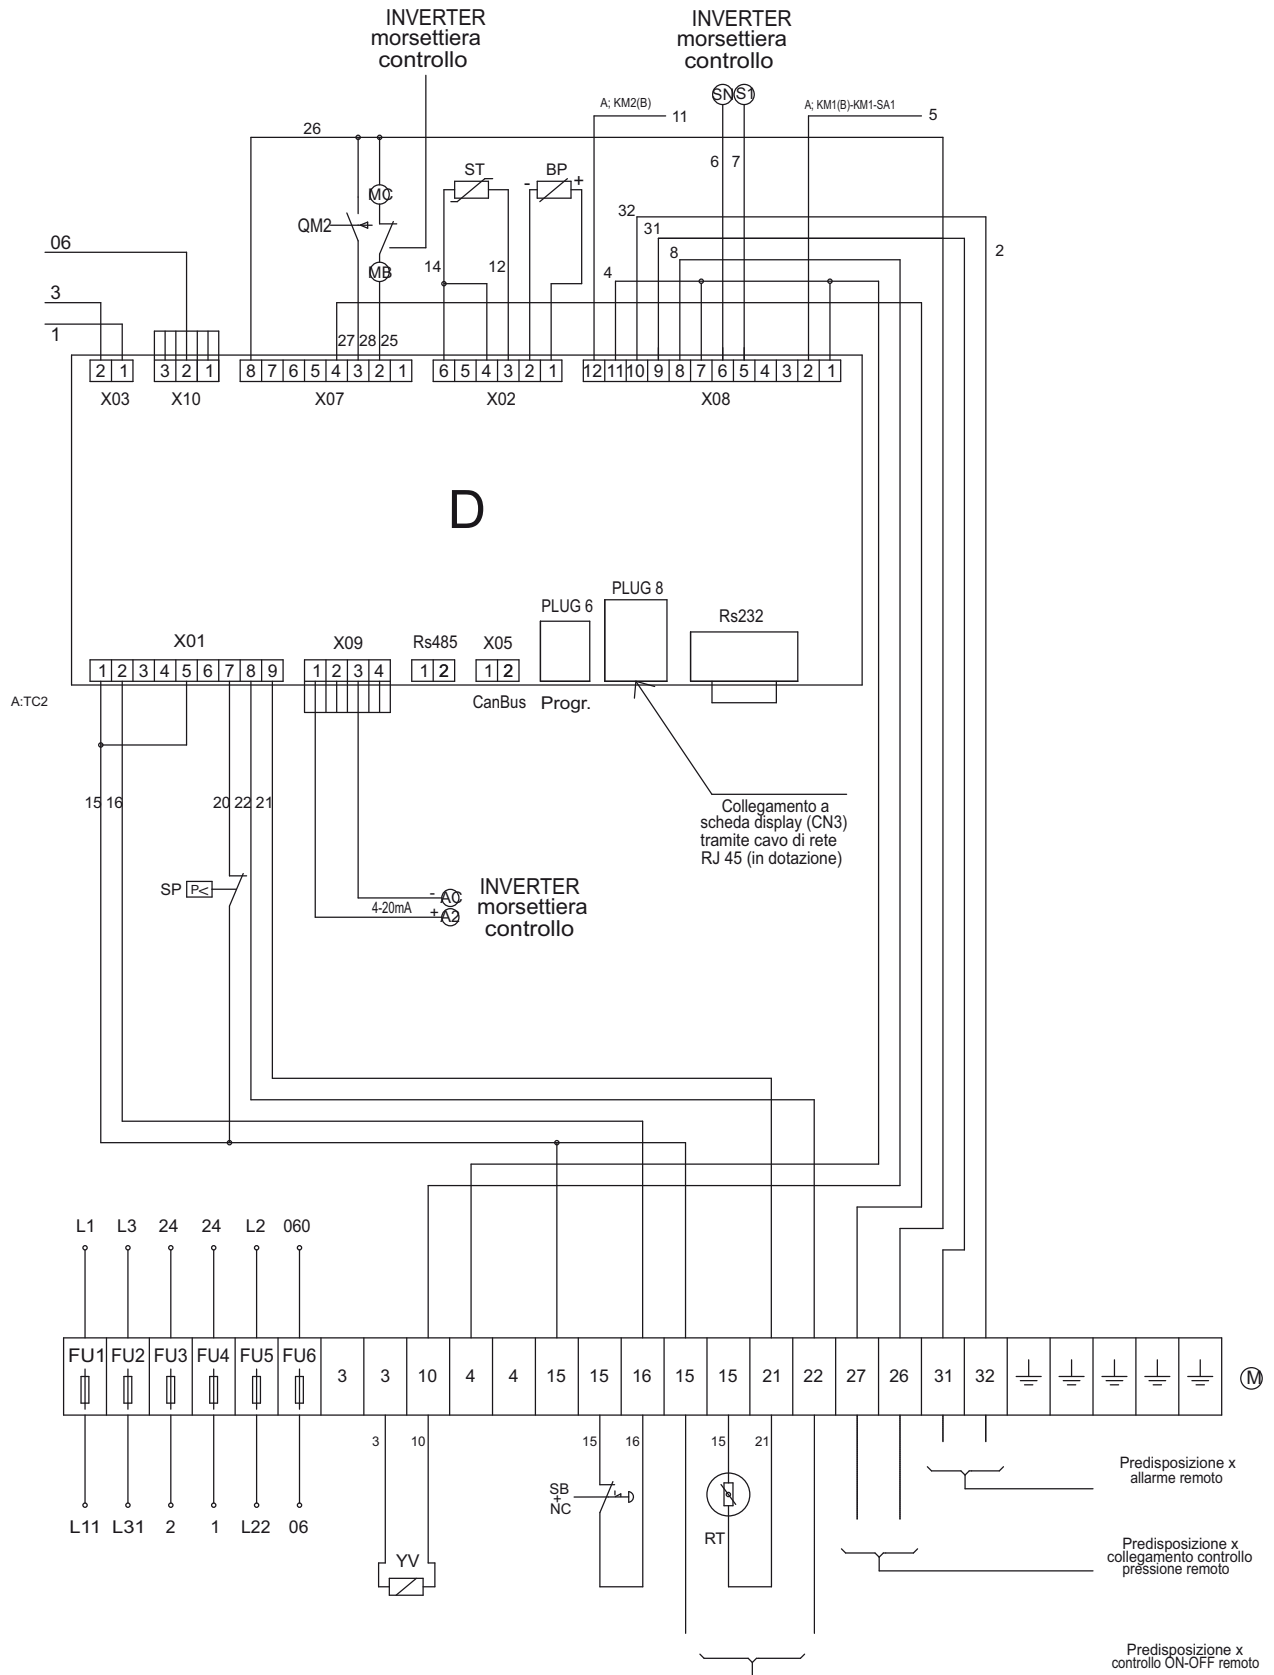 INVERTER
morsettiera
controllo
INVERTER
morsettiera
controllo
A; KM2(B)
11
SN
S1
A; KM1(B)-KM1-SA1
5
26
6
7
ST
BP
-
+
MC
QM2
MB
32
31
8
4
2
14
12
06
3
1
27
28
25
2 1
3 2 1
8 7 6 5 4 3 2 1
6 5 4 3 2 1
12 11 10 9 8 7 6 5 4 3 2 1
X03
X10
X07
X02
X08
D
PLUG 6
PLUG 8
Rs232
X01
X09
Rs485
X05
1 2 3 4 5 6 7 8 9
1 2 3 4
1 2
1 2
A:TC2
CanBus
Progr.
15
16
20
22
21
Collegamento a
scheda display (CN3)
tramite cavo di rete
RJ 45 (in dotazione)
SP
P<
4-20mA
-
AC
+
A2
INVERTER
morsettiera
controllo
L1
L3
24
24
L2
060
FU1
FU2
FU3
FU4
FU5
FU6
3
3
10
4
4
15
15
16
15
15
21
22
27
26
31
32
M
L11
L31
2
1
L22
06
3
10
15
16
15
21
YV
SB
+
NC
RT
Predisposizione x
allarme remoto
Predisposizione x
collegamento controllo
pressione remoto
Predisposizione x
controllo ON-OFF remoto